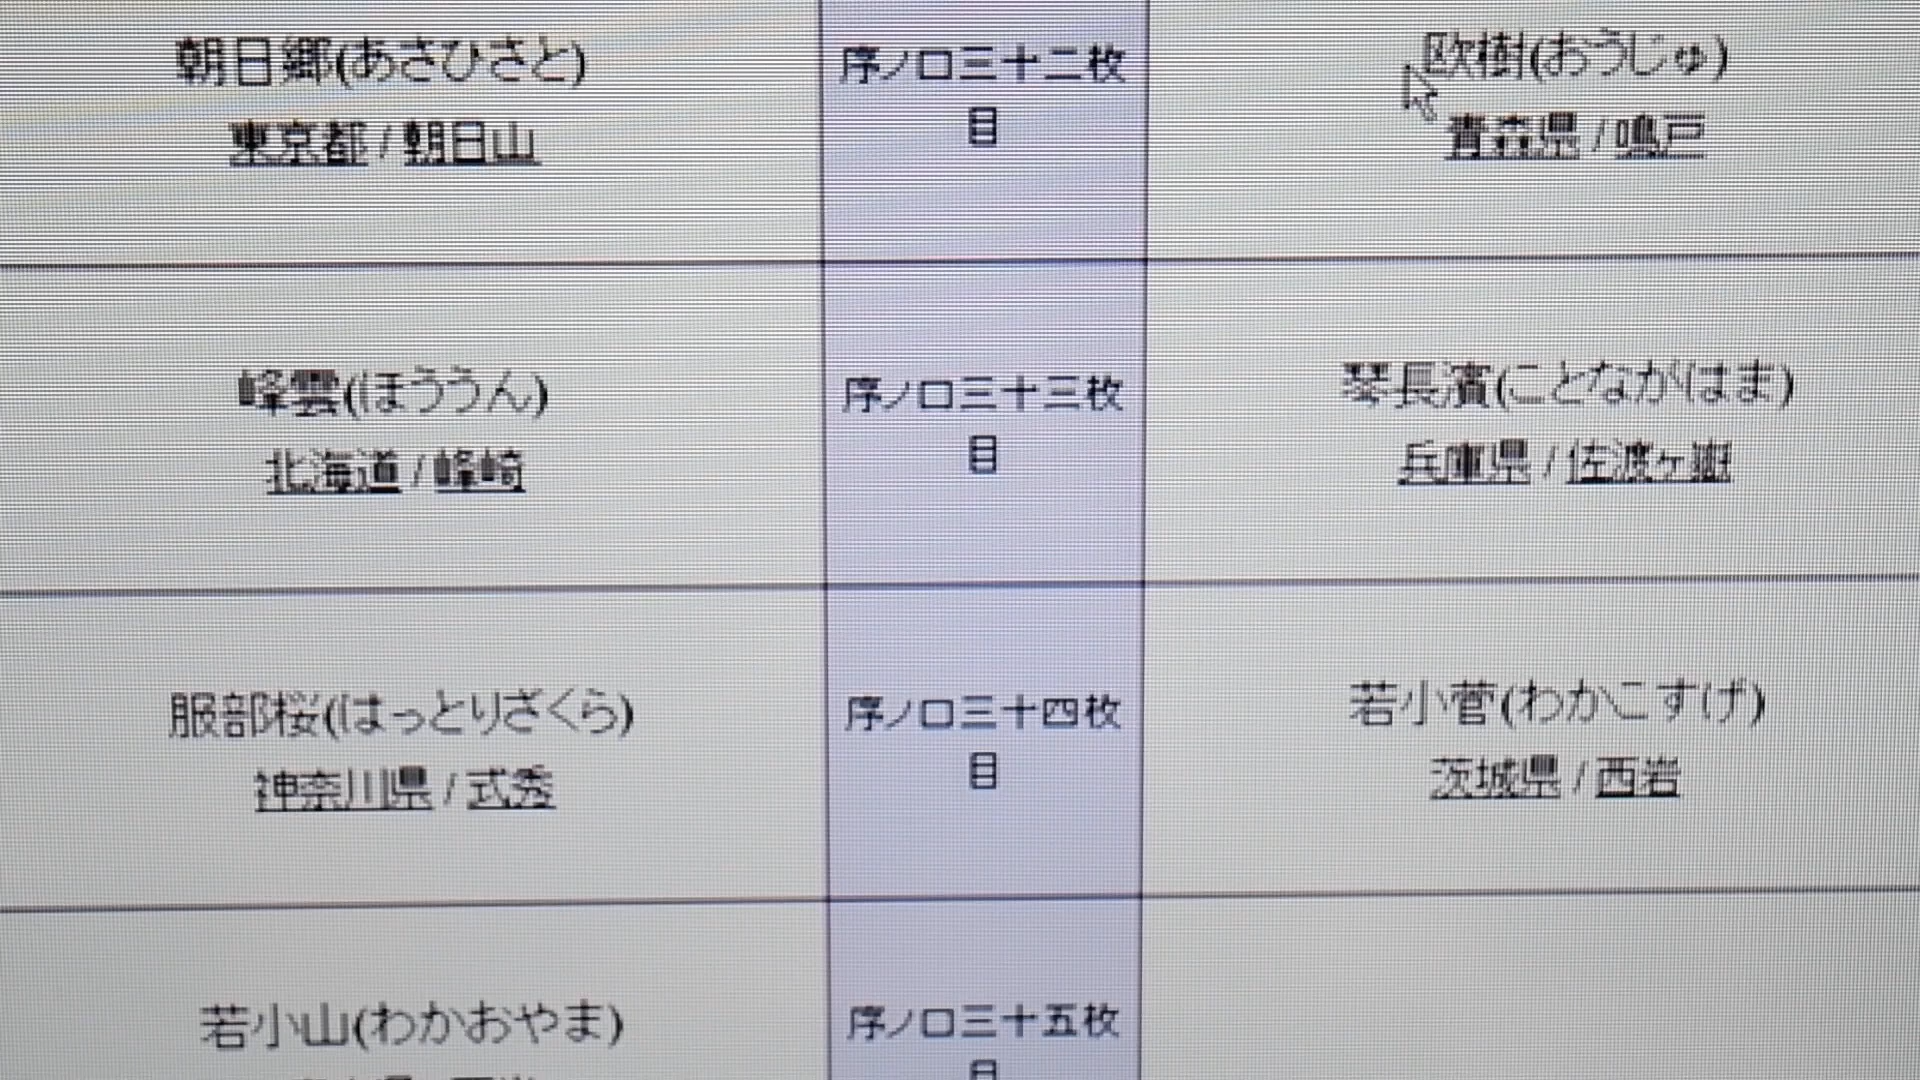 朝日郷(あさひさと)
東京都 / 朝日山
序ノ口三十二枚
目
欧樹(おうじゅ)
青森県 / 鳴戸
峰雲(ほううん)
北海道 / 峰崎
序ノ口三十三枚
目
琴長濱(ことながはま)
兵庫県 / 佐渡ヶ嶽
服部桜(はっとりざくら)
神奈川県 / 式秀
序ノ口三十四枚
目
若小菅(わかこすげ)
茨城県 / 西岩
若小山(わかおやま)
序ノ口三十五枚
目